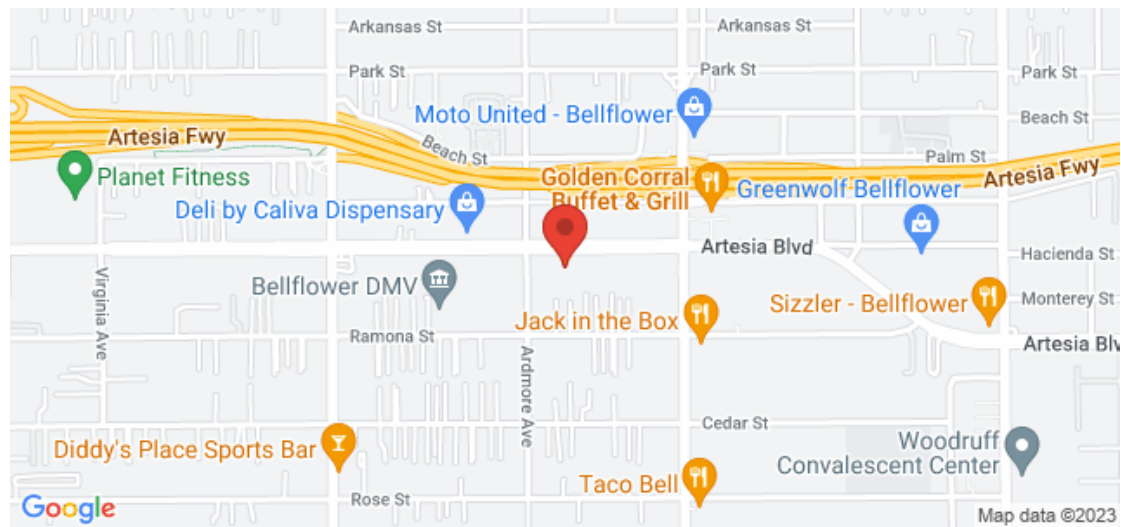 Arkansas St
Arkansas St
Park St
Park St
Park St
Moto United - Bellflower
Beach St
Artesia Fwy
Beach St
Palm St
Artesia Fwy
Planet Fitness
Golden Corral
Buffet & Grill
Greenwolf Bellflower
Deli by Caliva Dispensary
Artesia Blvd
Hacienda St
Virginia Ave
Bellflower DMV
Sizzler - Bellflower
Monterey St
Jack in the Box
Ramona St
Artesia Blv
Ardmore Ave
Cedar St
Diddy's Place Sports Bar
Woodruff
Convalescent Center
Taco Bell
Rose St
Google
Map data ©2023